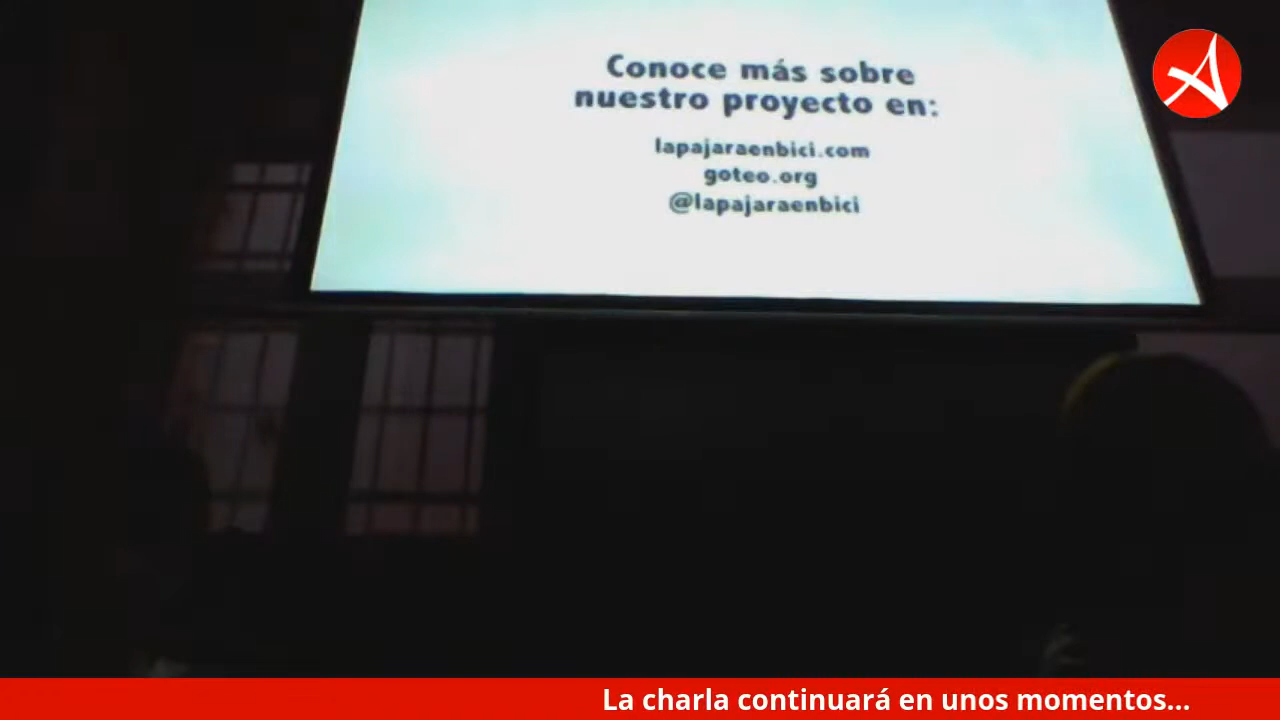 Conoce más sobre
nuestro proyecto en:
lapajaraenbici.com
goteo.org
@lapajaraenbici
La charla continuará en unos momentos...